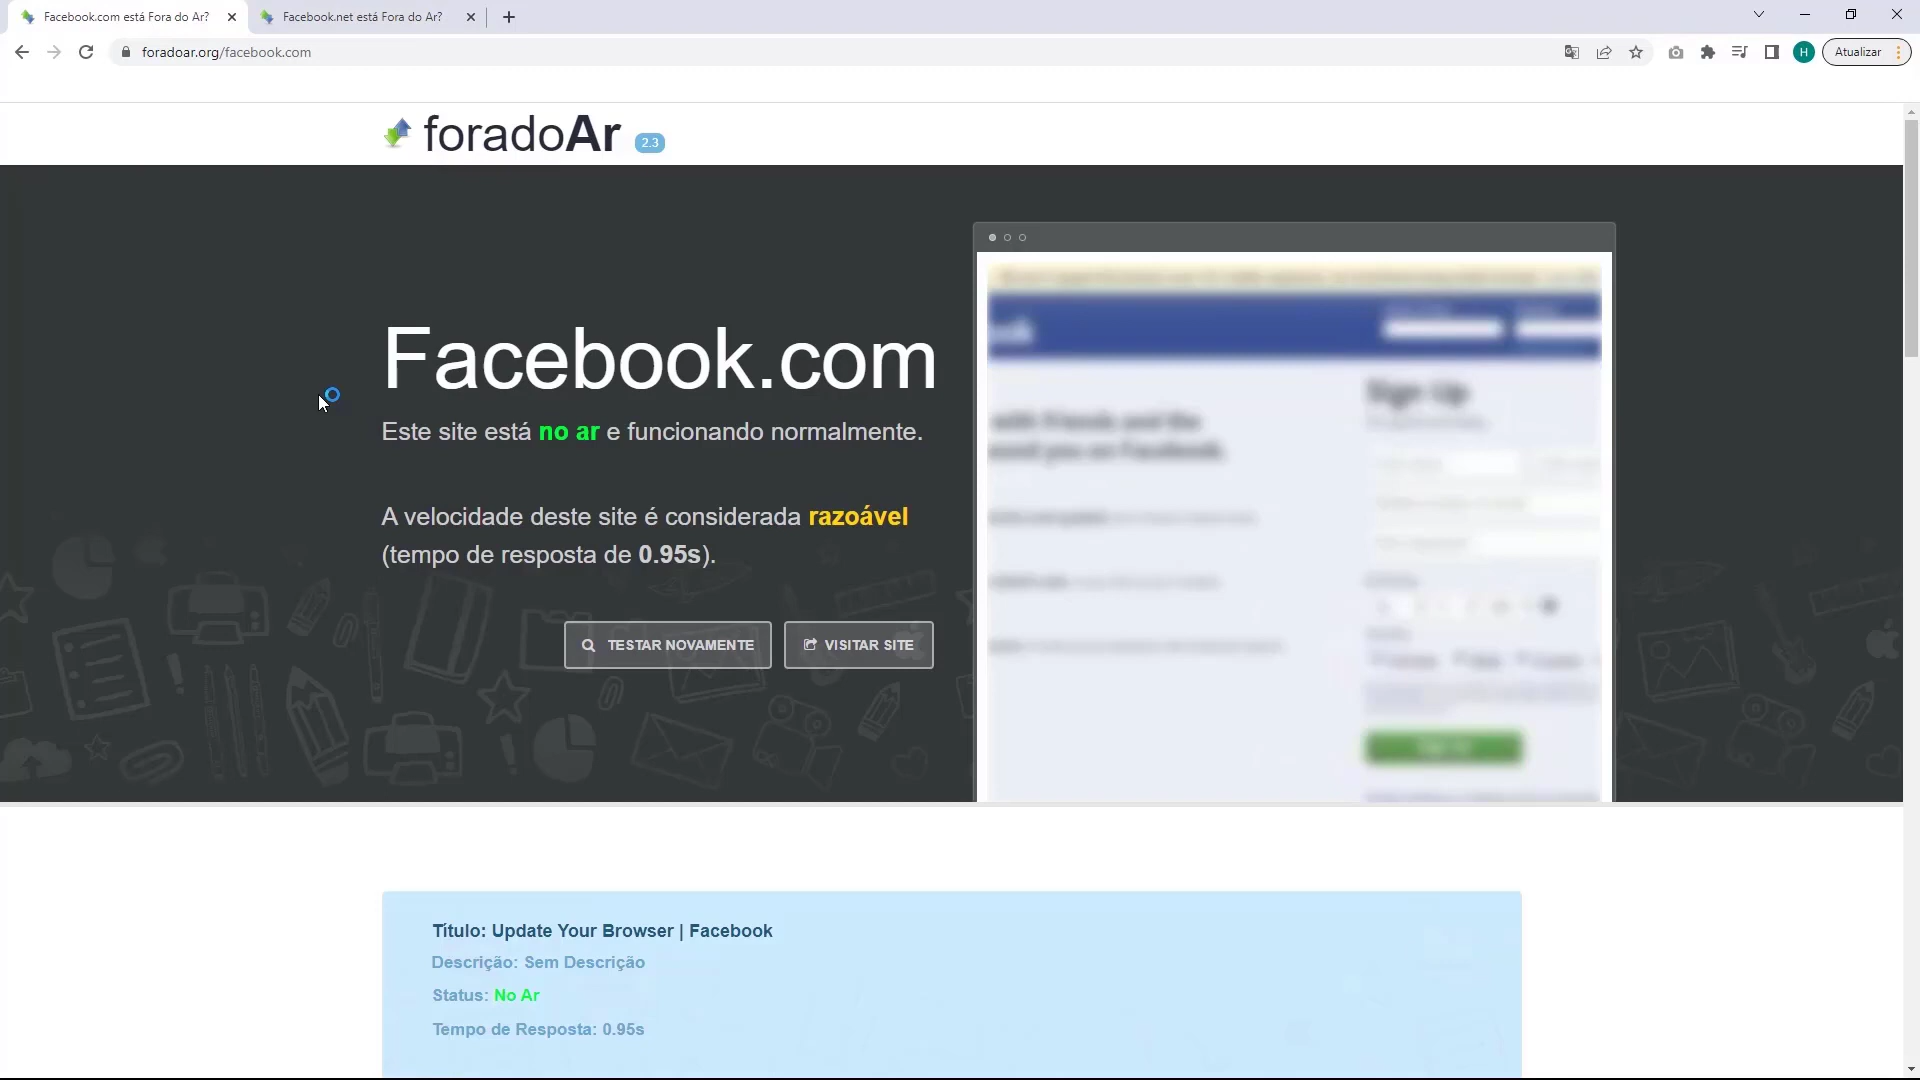 Facebook.com está Fora do Ar?
Facebook.net está Fora do Ar?
foradoar.org/facebook.com
H
Atualizar
foradoAr 2.3
Facebook.com
Este site está no ar e funcionando normalmente.
A velocidade deste site é considerada razoável
(tempo de resposta de 0.95s).
TESTAR NOVAMENTE
VISITAR SITE
Sign Up
Título: Update Your Browser | Facebook
Descrição: Sem Descrição
Status: No Ar
Tempo de Resposta: 0.95s